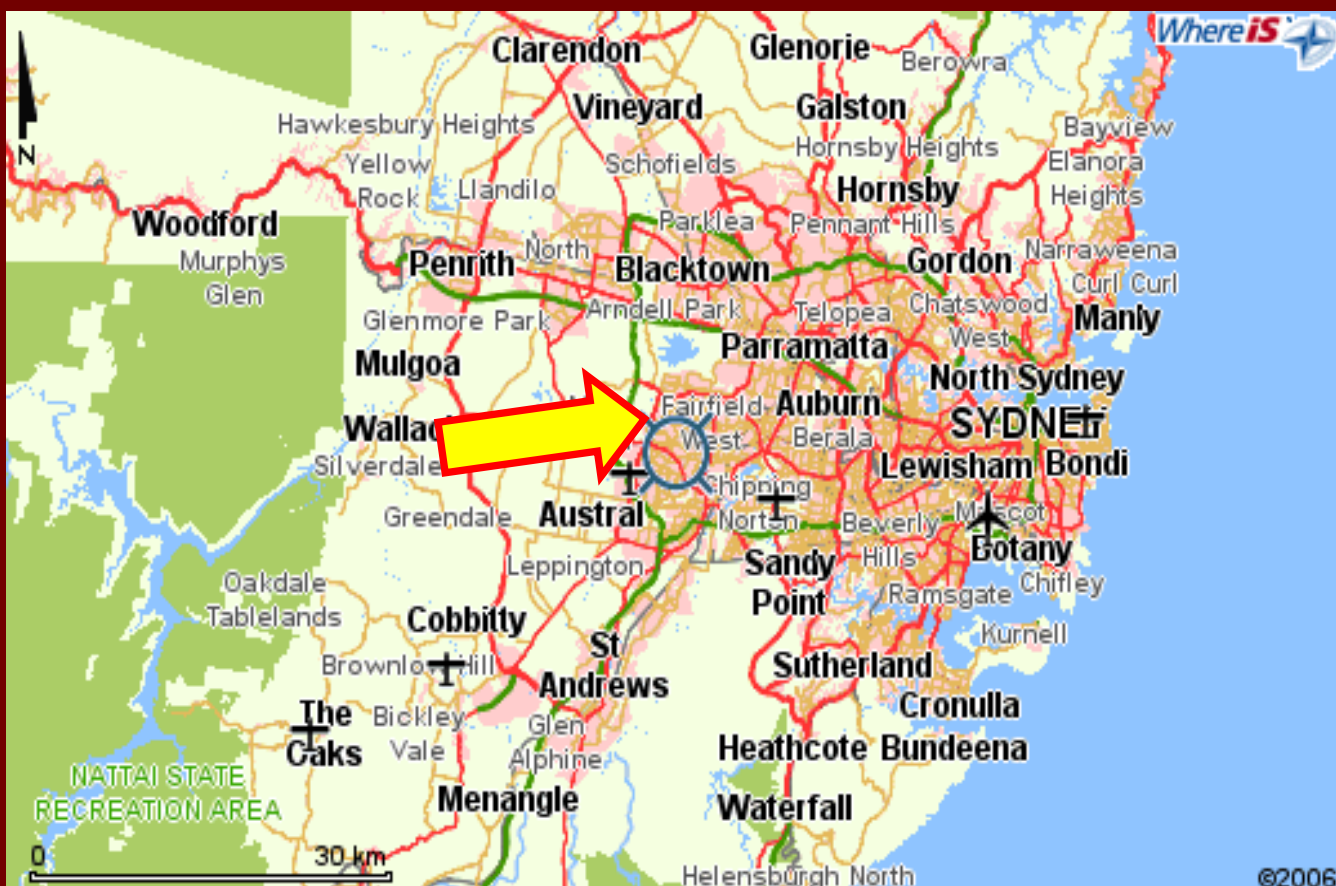 WhereiS
Clarendon
Glenorie
Berowra
Vineyard
Galston
Hawkesbury Heights
Bayview
N
Yellow
Rock
Schofields
Hornsby Heights
Elanora
Heights
Llandilo
Hornsby
Woodford
Parklea
Pennant Hills
Murphys
Glen
Penrith
North
Blacktown
Gordon
Narraweena
Curl Curl
Glenmore Park
Arndell Park
Telopea
Chatswood
West
Manly
Mulgoa
Parramatta
North Sydney
Fairfield
West
Auburn
SYDNEY
Silverdale
Berala
Lewisham
Bondi
Greendale
Austral
Chipping
Norton
Beverly
Hills
Mascot
Botany
Leppington
Sandy
Point
Chifley
Oakdale
Tablelands
Ramsgate
Cobbitty
Kurnell
Brownlow Hill
St
Andrews
Sutherland
The
Oaks
Bickley
Vale
Glen
Alphine
Cronulla
Heathcote
Bundeena
NATTAI STATE
RECREATION AREA
Menangle
Waterfall
0
30 km
Helensburgh North
©2006